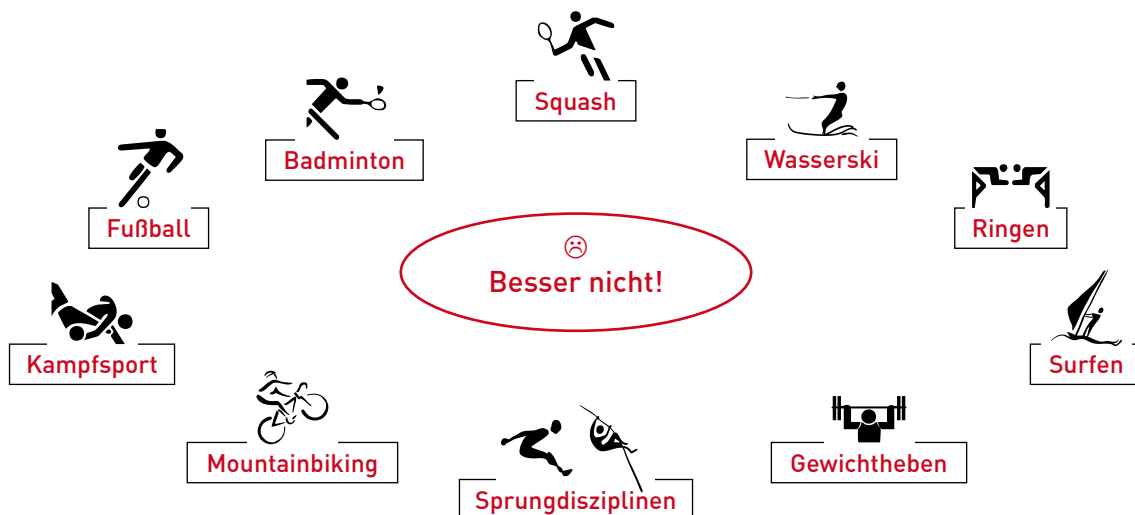 Squash
Badminton
Wasserski
Fußball
Ringen
☹
Besser nicht!
Kampfsport
Surfen
Mountainbiking
Gewichtheben
Sprungdisziplinen